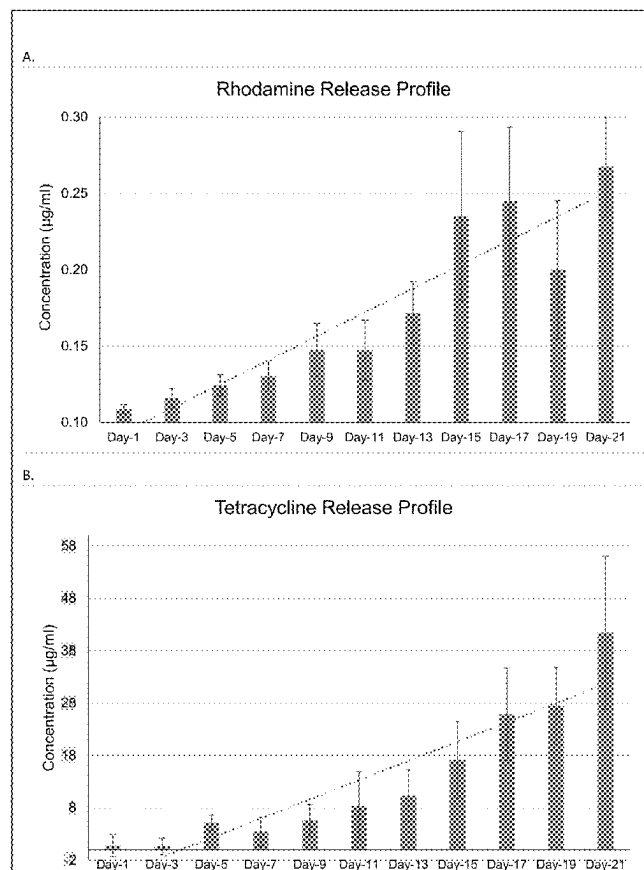 A.
Rhodamine Release Profile
0.30
0.25
0.20
0.15
0.10
Concentration (µg/ml)
Day-1 Day-3 Day-5 Day-7 Day-9 Day-11 Day-13 Day-15 Day-17 Day-19 Day-21
B.
Tetracycline Release Profile
58
48
38
28
18
8
-2
Concentration (µg/ml)
Day-1 Day-3 Day-5 Day-7 Day-9 Day-11 Day-13 Day-15 Day-17 Day-19 Day-21